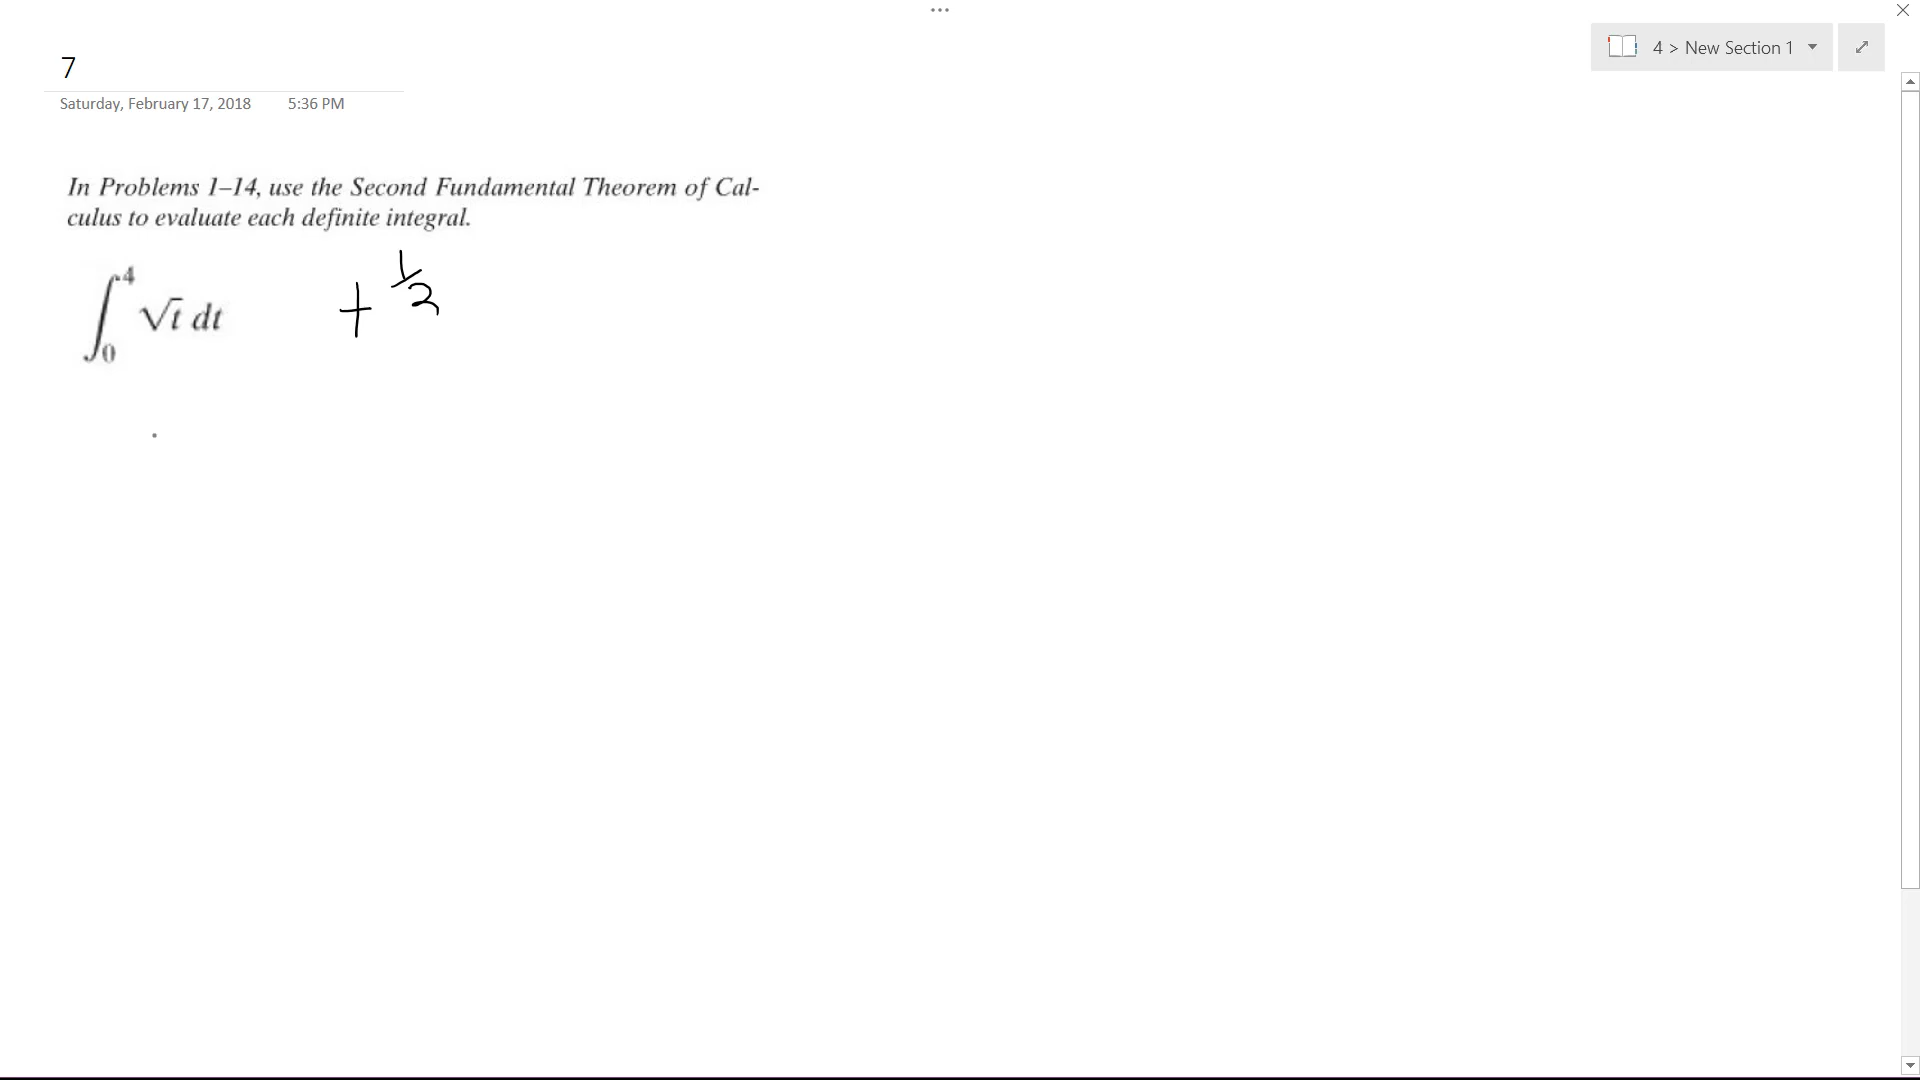 4 > New Section 1
7
Saturday, February 17, 2018 5:36 PM
In Problems 1–14, use the Second Fundamental Theorem of Cal-
culus to evaluate each definite integral.
∫₀⁴ √t dt t^½